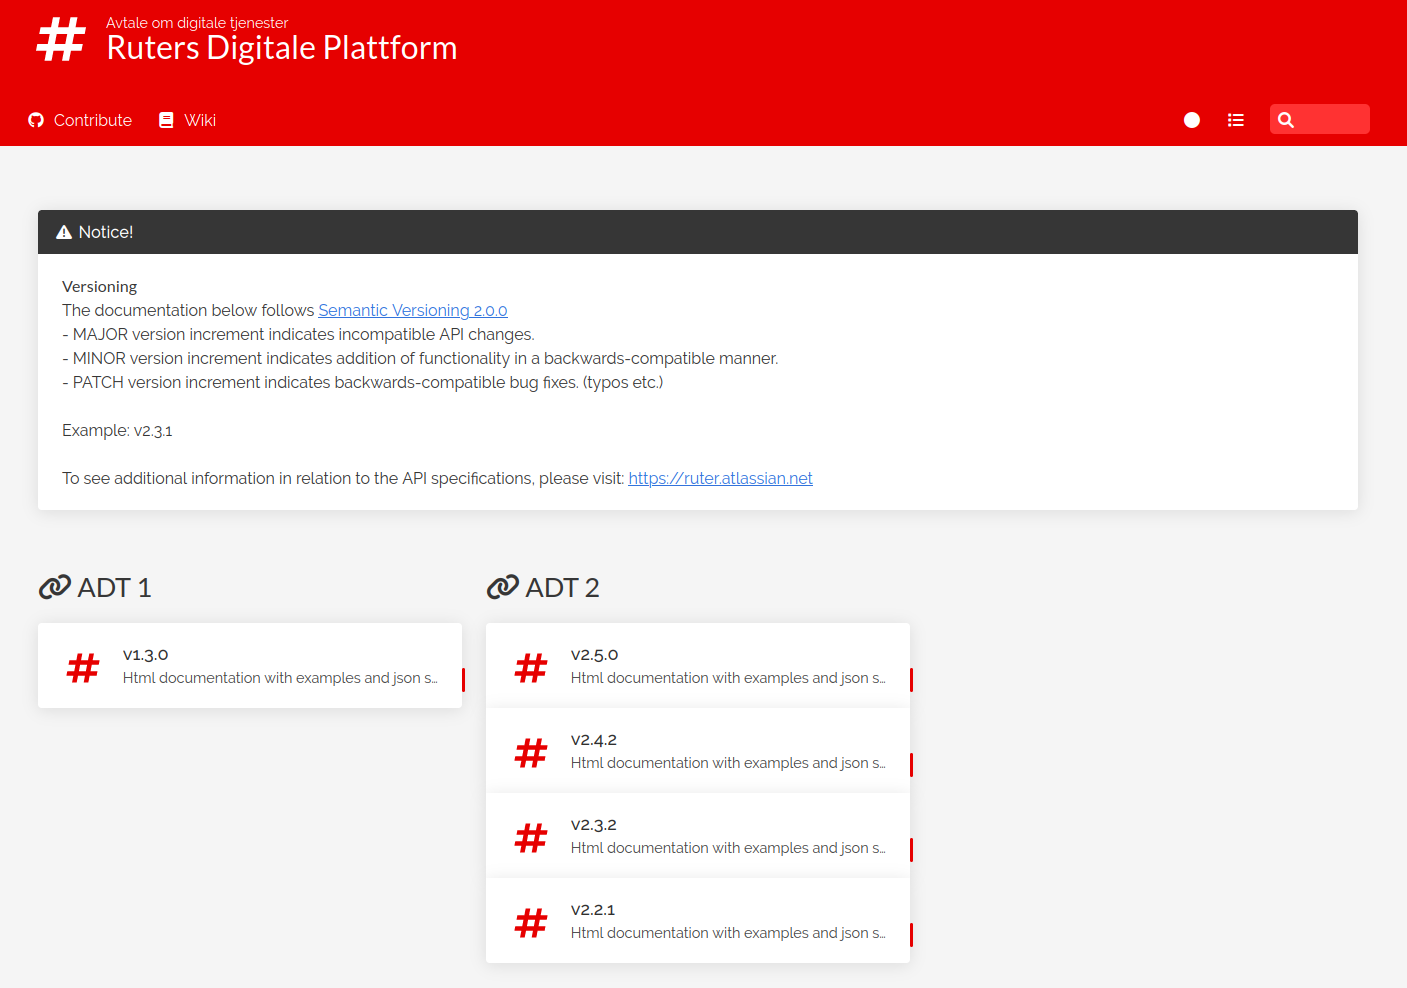 Avtale om digitale tjenester
Ruters Digitale Plattform
Contribute
Wiki
Notice!
Versioning
The documentation below follows Semantic Versioning 2.0.0
- MAJOR version increment indicates incompatible API changes.
- MINOR version increment indicates addition of functionality in a backwards-compatible manner.
- PATCH version increment indicates backwards-compatible bug fixes. (typos etc.)
Example: v2.3.1
To see additional information in relation to the API specifications, please visit: https://ruter.atlassian.net
ADT 1
v1.3.0
Html documentation with examples and json s...
ADT 2
v2.5.0
Html documentation with examples and json s...
v2.4.2
Html documentation with examples and json s...
v2.3.2
Html documentation with examples and json s...
v2.2.1
Html documentation with examples and json s...